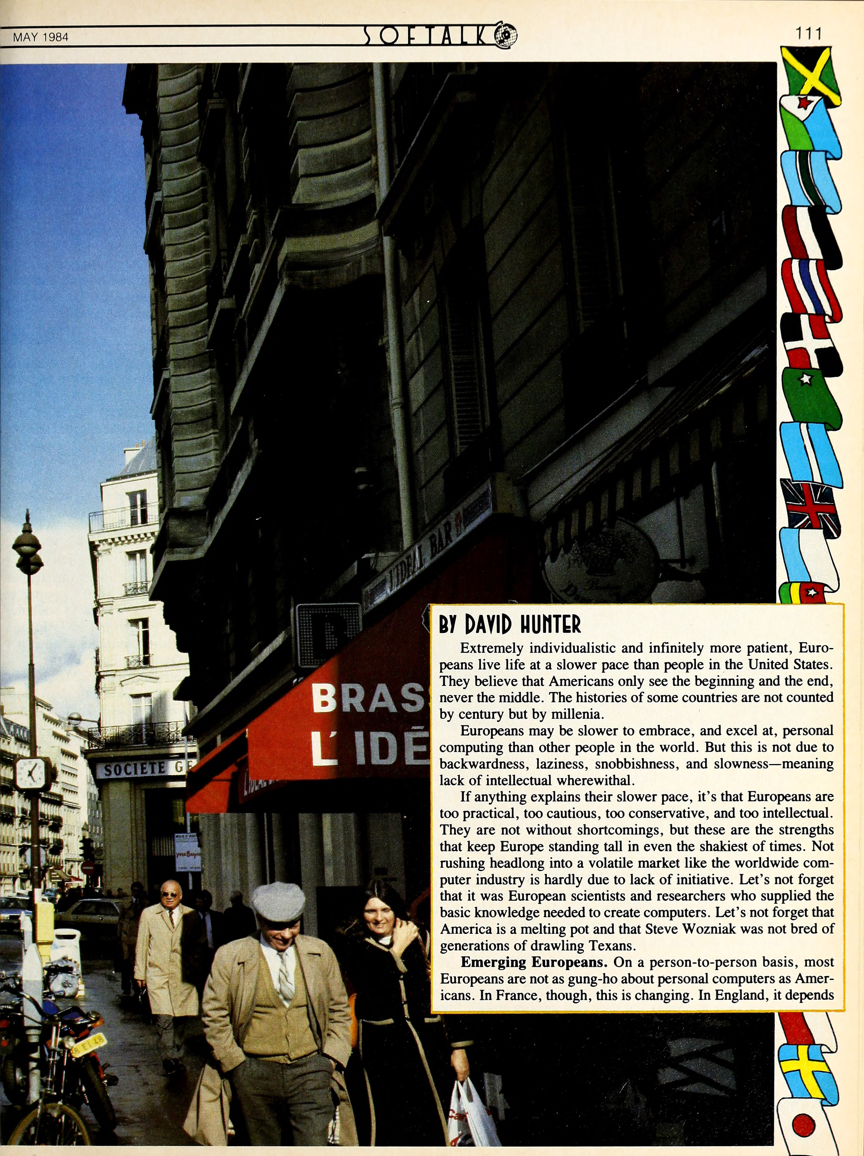 MAY 1984
SOFTALK
111
L'IDÉAL BAR
BRASS
L'IDÉ
SOCIETE GE
BY DAVID HUNTER
Extremely individualistic and infinitely more patient, Euro-
peans live life at a slower pace than people in the United States.
They believe that Americans only see the beginning and the end,
never the middle. The histories of some countries are not counted
by century but by millenia.
Europeans may be slower to embrace, and excel at, personal
computing than other people in the world. But this is not due to
backwardness, laziness, snobbishness, and slowness—meaning
lack of intellectual wherewithal.
If anything explains their slower pace, it's that Europeans are
too practical, too cautious, too conservative, and too intellectual.
They are not without shortcomings, but these are the strengths
that keep Europe standing tall in even the shakiest of times. Not
rushing headlong into a volatile market like the worldwide com-
puter industry is hardly due to lack of initiative. Let's not forget
that it was European scientists and researchers who supplied the
basic knowledge needed to create computers. Let's not forget that
America is a melting pot and that Steve Wozniak was not bred of
generations of drawling Texans.
Emerging Europeans. On a person-to-person basis, most
Europeans are not as gung-ho about personal computers as Amer-
icans. In France, though, this is changing. In England, it depends